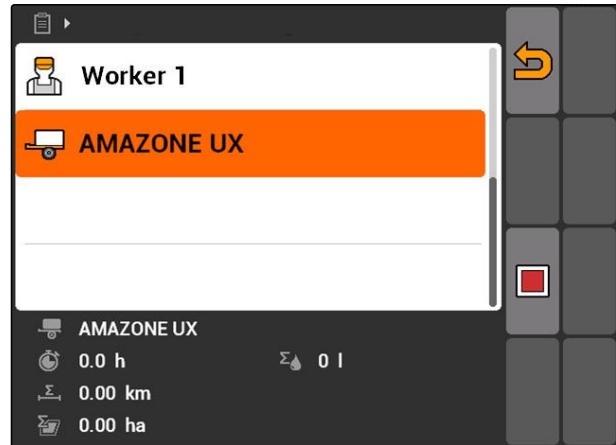 Worker 1
AMAZONE UX
AMAZONE UX
0.0 h
Σ 0 l
Σ 0.00 km
Σ 0.00 ha